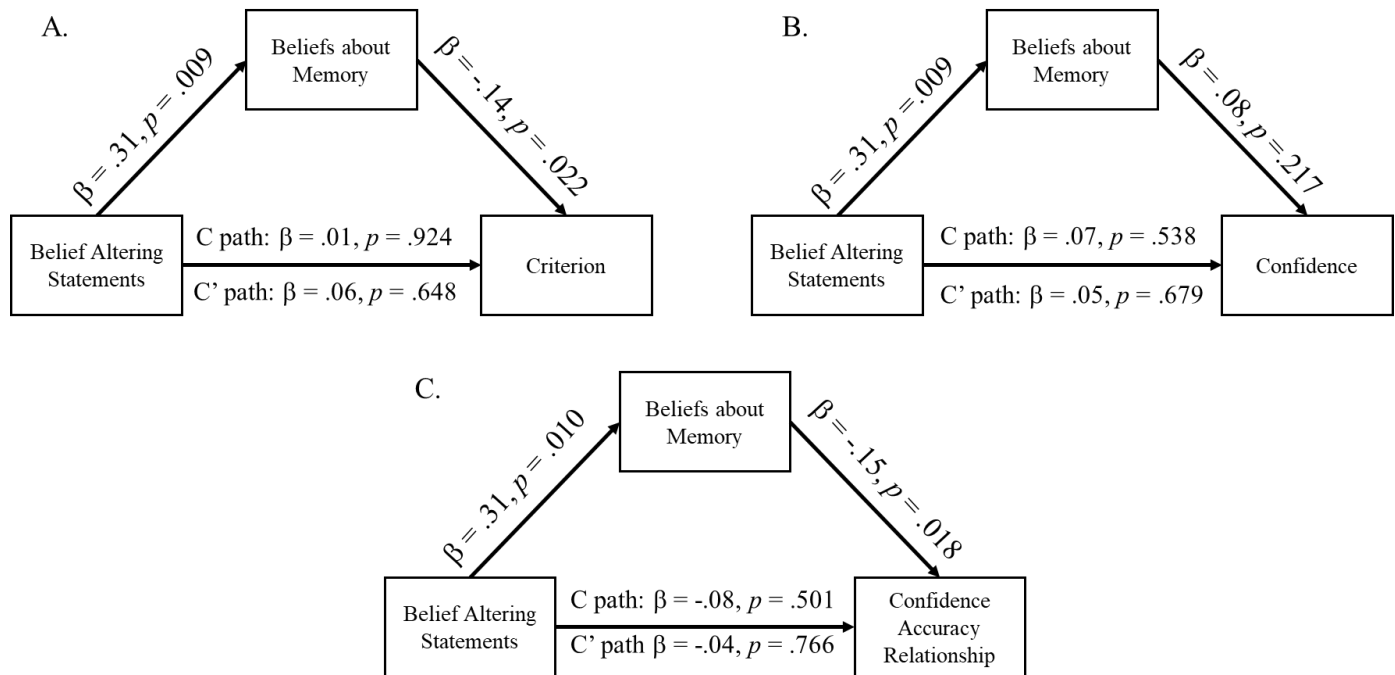 A.
Beliefs about
Memory
β = .31, p = .009
β = -.14, p = .022
Belief Altering
Statements
C path: β = .01, p = .924
C’ path: β = .06, p = .648
Criterion
B.
Beliefs about
Memory
β = .31, p = .009
β = .08, p =.217
Belief Altering
Statements
C path: β = .07, p = .538
C’ path: β = .05, p = .679
Confidence
C.
Beliefs about
Memory
β = .31, p = .010
β = -.15, p = .018
Belief Altering
Statements
C path: β = -.08, p = .501
C’ path β = -.04, p = .766
Confidence
Accuracy
Relationship